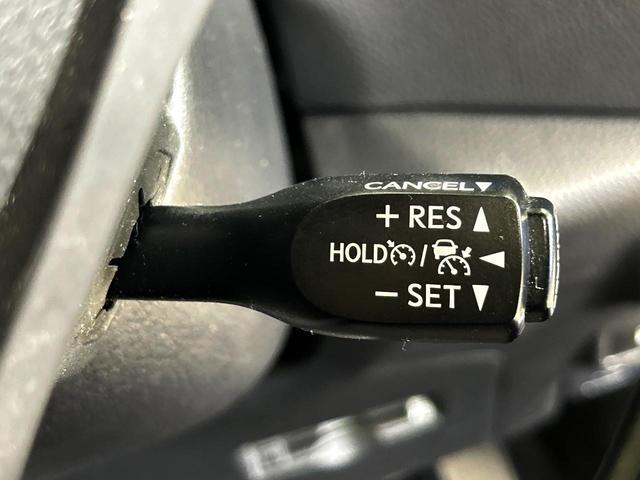 CANCEL▼
+ RES ▲
HOLD / ◀
− SET ▼